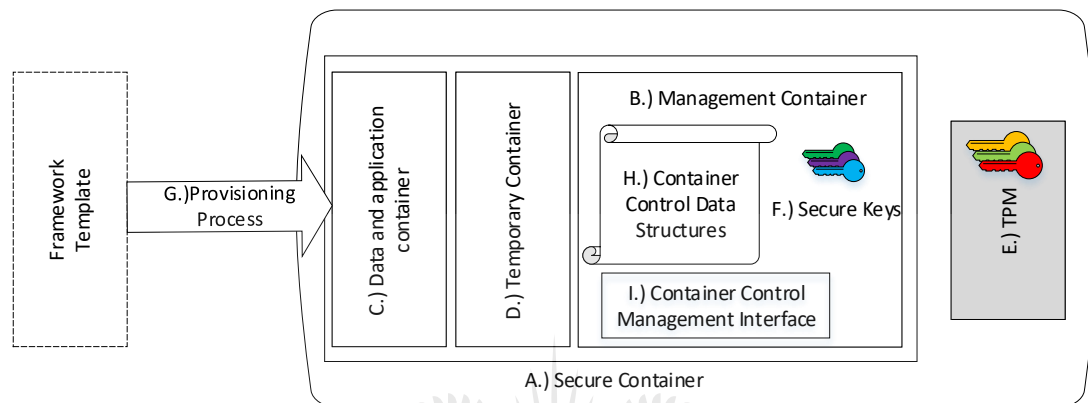 Framework
Template
G.)Provisioning
Process
C.) Data and application
container
D.) Temporary Container
B.) Management Container
H.) Container
Control Data
Structures
F.) Secure Keys
I.) Container Control
Management Interface
E.) TPM
A.) Secure Container